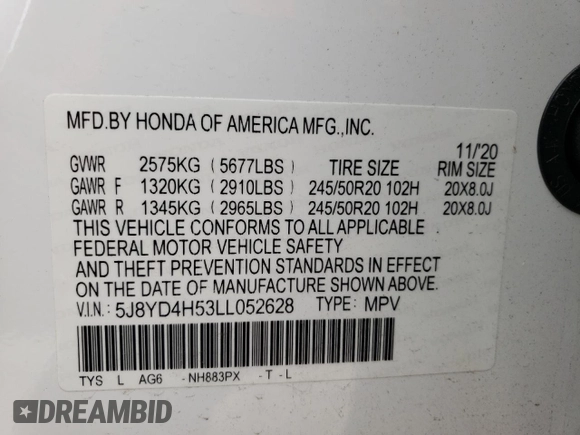 MFD.BY HONDA OF AMERICA MFG.,INC.
11/'20
GVWR 2575KG (5677LBS) TIRE SIZE RIM SIZE
GAWR F 1320KG (2910LBS) 245/50R20 102H 20X8.0J
GAWR R 1345KG (2965LBS) 245/50R20 102H 20X8.0J
THIS VEHICLE CONFORMS TO ALL APPLICABLE
FEDERAL MOTOR VEHICLE SAFETY
AND THEFT PREVENTION STANDARDS IN EFFECT
ON THE DATE OF MANUFACTURE SHOWN ABOVE.
V.I.N: 5J8YD4H53LL052628 TYPE: MPV
TYS L AG6 -NH883PX -T-L
DREAMBID